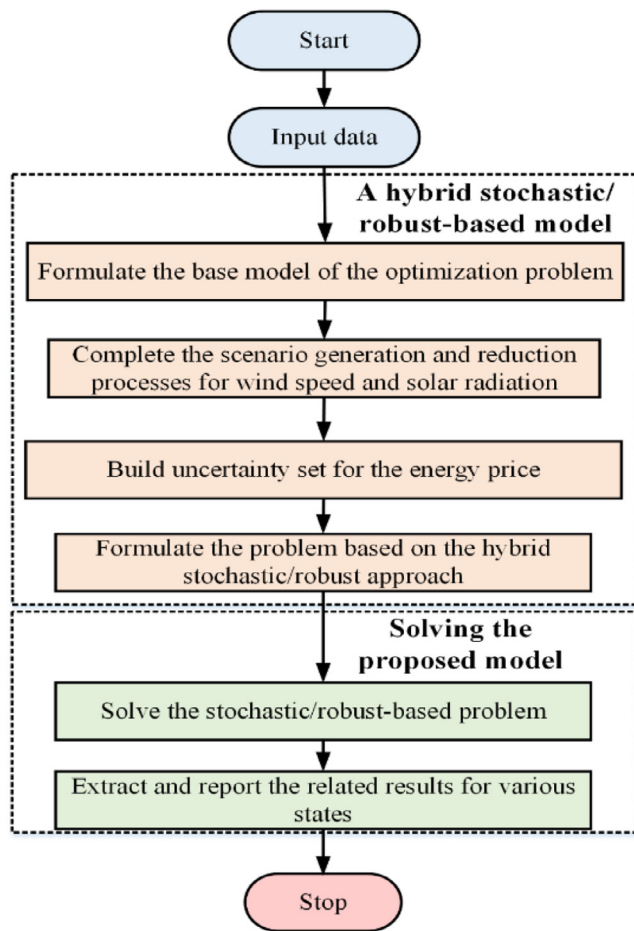 Start
Input data
A hybrid stochastic/
robust-based model
Formulate the base model of the optimization problem
Complete the scenario generation and reduction
processes for wind speed and solar radiation
Build uncertainty set for the energy price
Formulate the problem based on the hybrid
stochastic/robust approach
Solving the
proposed model
Solve the stochastic/robust-based problem
Extract and report the related results for various
states
Stop